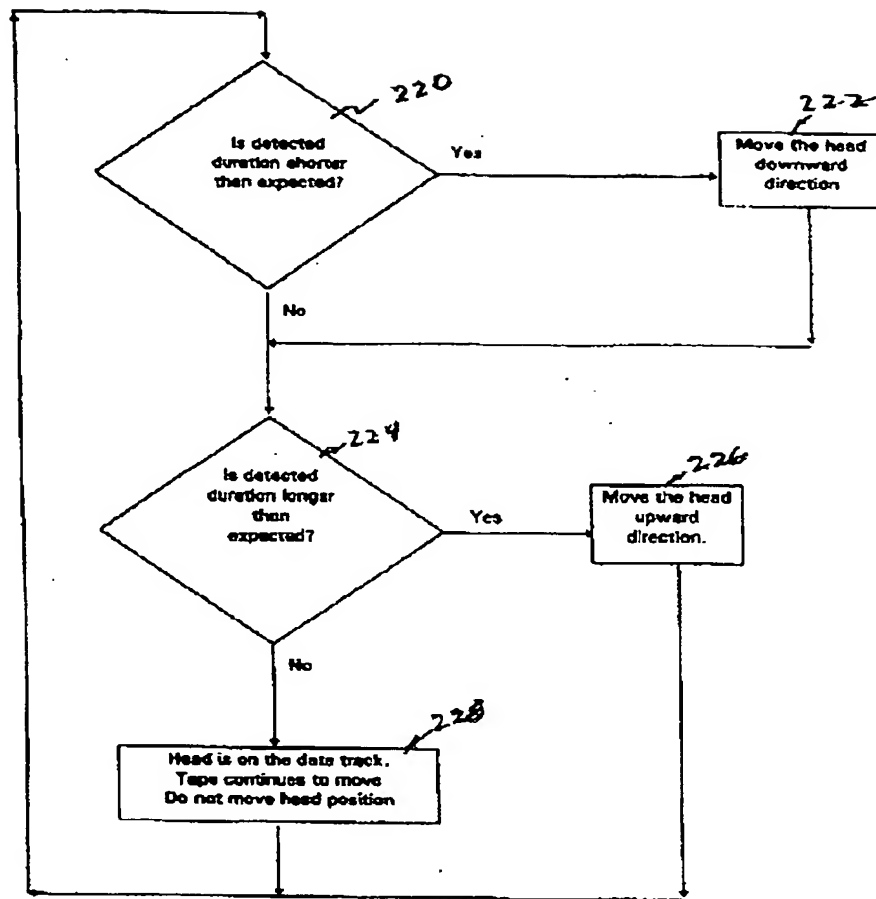 220
Is detected
duration shorter
than expected?
Yes
222
Move the head
downward
direction
No
224
Is detected
duration longer
than
expected?
Yes
226
Move the head
upward
direction.
No
228
Head is on the data track.
Tape continues to move
Do not move head position